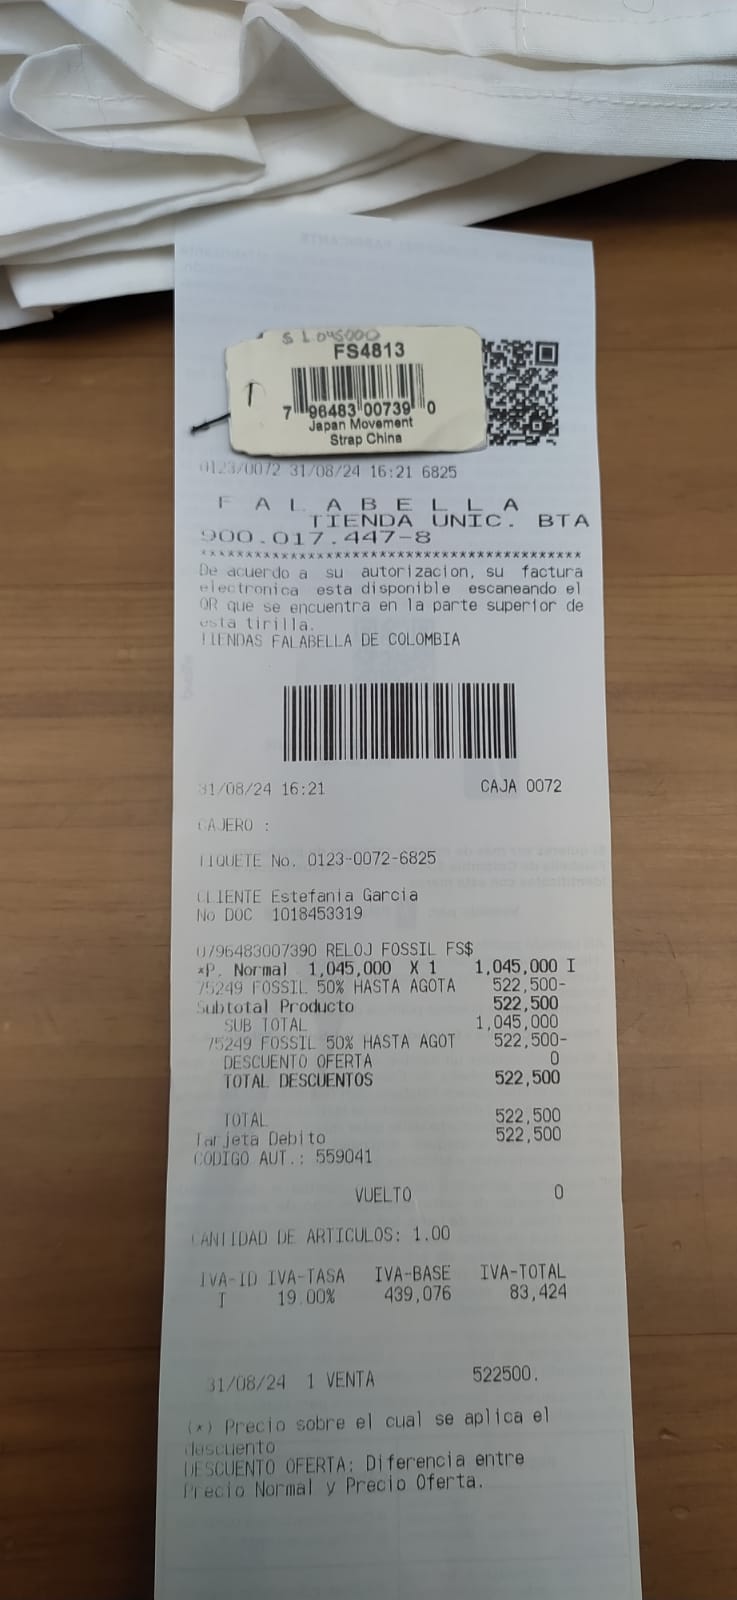 $ 1.045000
FS4813
7 96483 00739 0
Japan Movement
Strap China
0123/0072 31/08/24 16:21 6825
F A L A B E L L A
TIENDA UNIC. BTA
900.017.447-8
*******************************************
De acuerdo a su autorizacion, su factura
electronica esta disponible escaneando el
QR que se encuentra en la parte superior de
esta tirilla.
TIENDAS FALABELLA DE COLOMBIA
31/08/24 16:21 CAJA 0072
CAJERO :
TIQUETE No. 0123-0072-6825
CLIENTE Estefania Garcia
No DOC 1018453319
0796483007390 RELOJ FOSSIL FS$
*P. Normal 1,045,000 X 1 1,045,000 I
75249 FOSSIL 50% HASTA AGOTA 522,500-
Subtotal Producto 522,500
SUB TOTAL 1,045,000
75249 FOSSIL 50% HASTA AGOT 522,500-
DESCUENTO OFERTA 0
TOTAL DESCUENTOS 522,500
TOTAL 522,500
Tarjeta Debito 522,500
CODIGO AUT.: 559041
VUELTO 0
CANTIDAD DE ARTICULOS: 1.00
IVA-ID IVA-TASA IVA-BASE IVA-TOTAL
I 19.00% 439,076 83,424
31/08/24 1 VENTA 522500.
(*) Precio sobre el cual se aplica el
descuento
DESCUENTO OFERTA: Diferencia entre
Precio Normal y Precio Oferta.